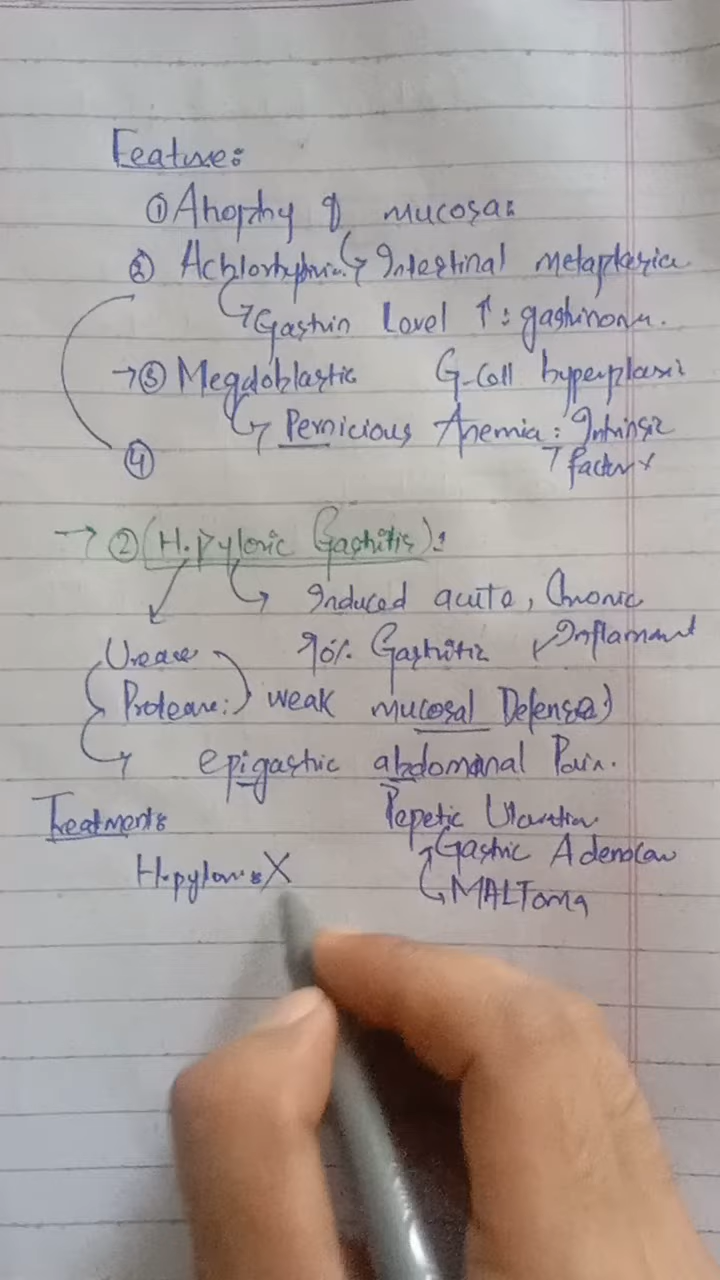 Feature:
① Atrophy of mucosa:
② Achlorhydria. ↳ Intestinal metaplasia
↳ Gastrin Level ↑ : gastrinoma.
→ ③ Megaloblastic G-cell hyperplasia
↳ Pernicious Anemia : Intrinsic
factor x
④
→ ② (H. Pyloric Gastritis) :
→ Induced acute, Chronic
Urease 90% Gastritis Inflammat
Protease: weak mucosal Defense)
epigastric abdomanal Pain.
Treatment: Pepetic Ulceration
Gastric Adenocar
H.pylori: X MALToma